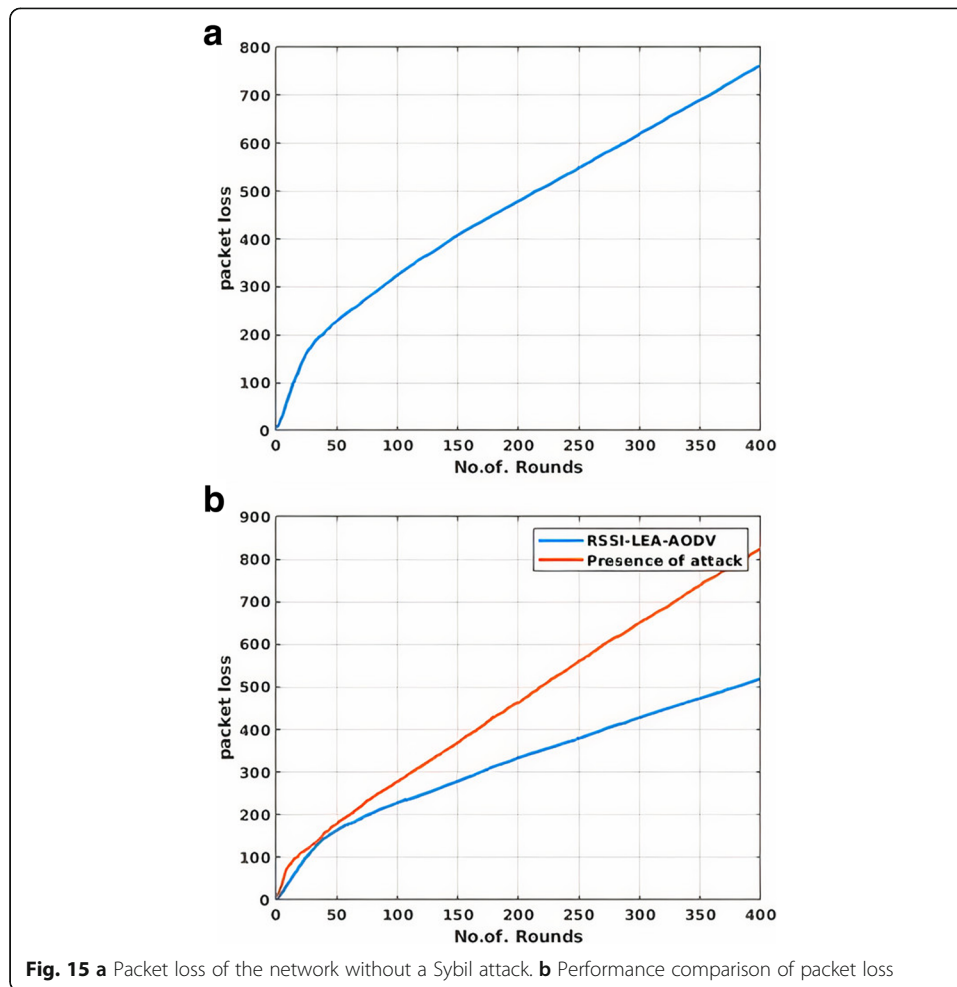 a
800
700
600
500
400
300
200
100
0
packet loss
0 50 100 150 200 250 300 350 400
No.of. Rounds
b
900
800
700
600
500
400
300
200
100
0
packet loss
RSSI-LEA-AODV
Presence of attack
0 50 100 150 200 250 300 350 400
No.of. Rounds
Fig. 15 a Packet loss of the network without a Sybil attack. b Performance comparison of packet loss